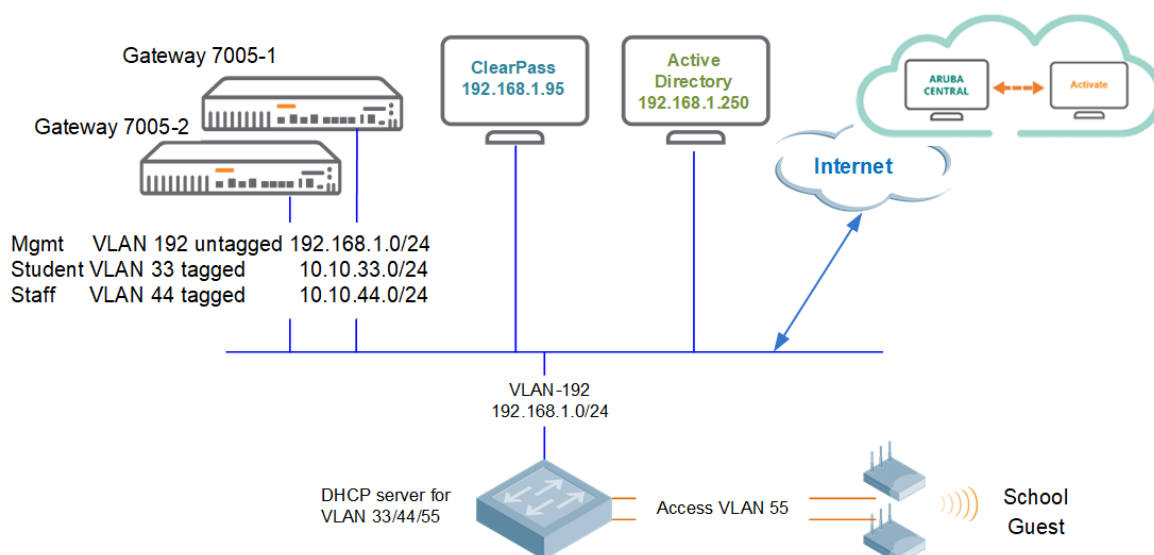 Gateway 7005-1
Gateway 7005-2
ClearPass
192.168.1.95
Active
Directory
192.168.1.250
ARUBA
CENTRAL
Activate
Internet
Mgmt VLAN 192 untagged 192.168.1.0/24
Student VLAN 33 tagged 10.10.33.0/24
Staff VLAN 44 tagged 10.10.44.0/24
VLAN-192
192.168.1.0/24
DHCP server for
VLAN 33/44/55
Access VLAN 55
School
Guest